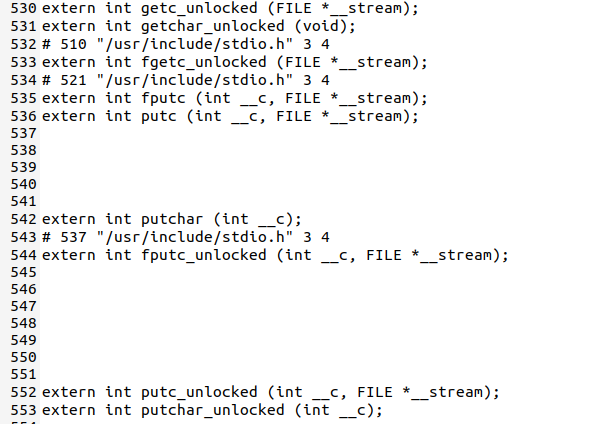 530 extern int getc_unlocked (FILE *__stream);
531 extern int getchar_unlocked (void);
532 # 510 "/usr/include/stdio.h" 3 4
533 extern int fgetc_unlocked (FILE *__stream);
534 # 521 "/usr/include/stdio.h" 3 4
535 extern int fputc (int __c, FILE *__stream);
536 extern int putc (int __c, FILE *__stream);
537
538
539
540
541
542 extern int putchar (int __c);
543 # 537 "/usr/include/stdio.h" 3 4
544 extern int fputc_unlocked (int __c, FILE *__stream);
545
546
547
548
549
550
551
552 extern int putc_unlocked (int __c, FILE *__stream);
553 extern int putchar_unlocked (int __c);